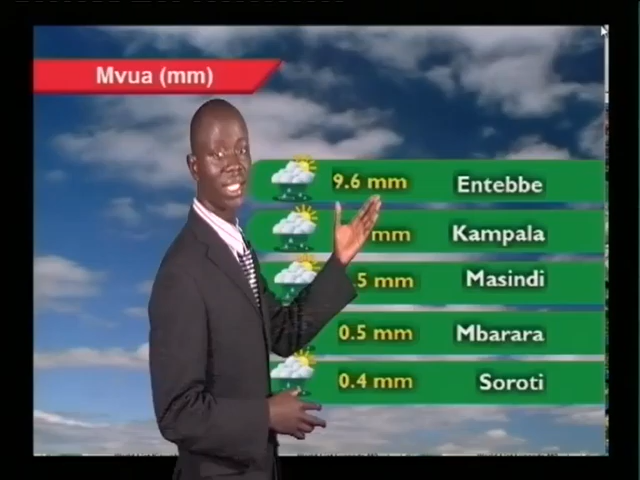 Mvua (mm)
9.6 mm Entebbe
mm Kampala
.5 mm Masindi
0.5 mm Mbarara
0.4 mm Soroti